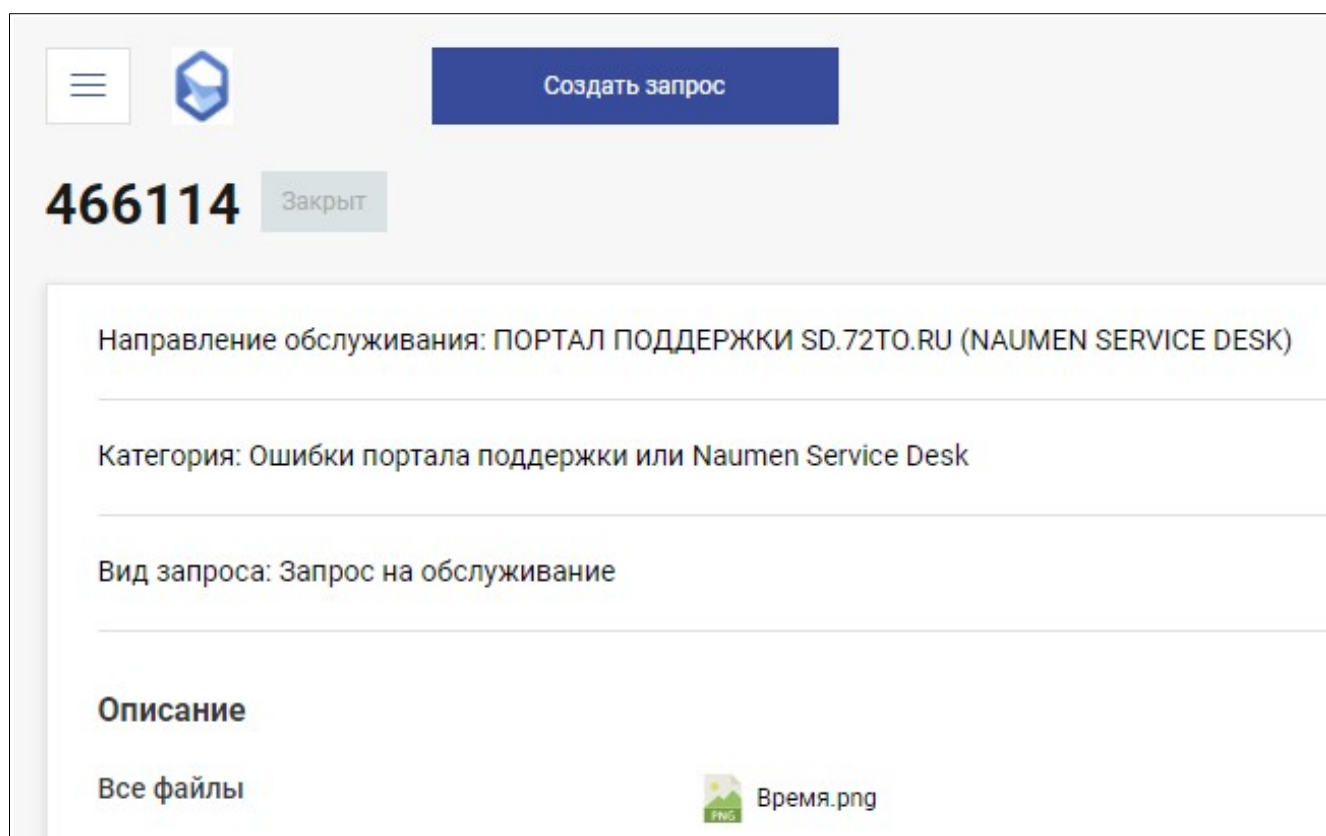 Создать запрос
466114 Закрыт
Направление обслуживания: ПОРТАЛ ПОДДЕРЖКИ SD.72TO.RU (NAUMEN SERVICE DESK)
Категория: Ошибки портала поддержки или Naumen Service Desk
Вид запроса: Запрос на обслуживание
Описание
Все файлы PNG Время.png